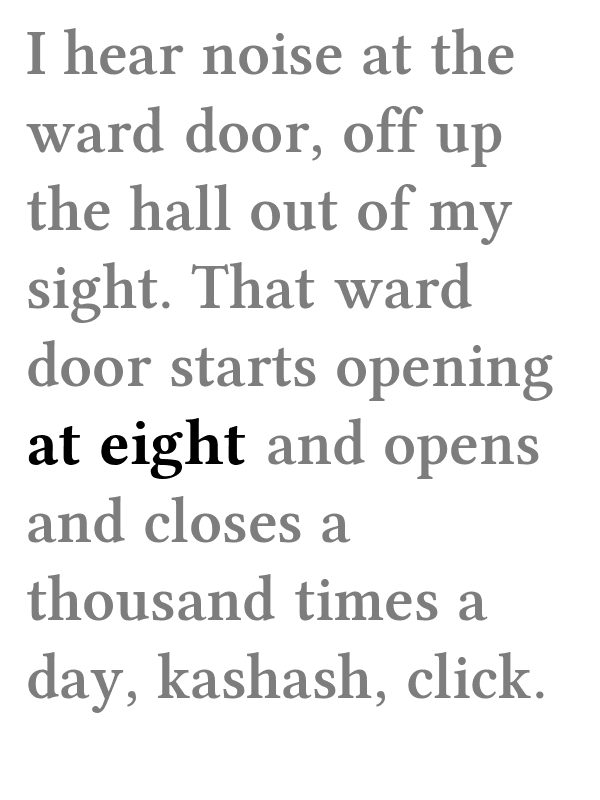 I hear noise at the
ward door, off up
the hall out of my
sight. That ward
door starts opening
at eight and opens
and closes a
thousand times a
day, kashash, click.